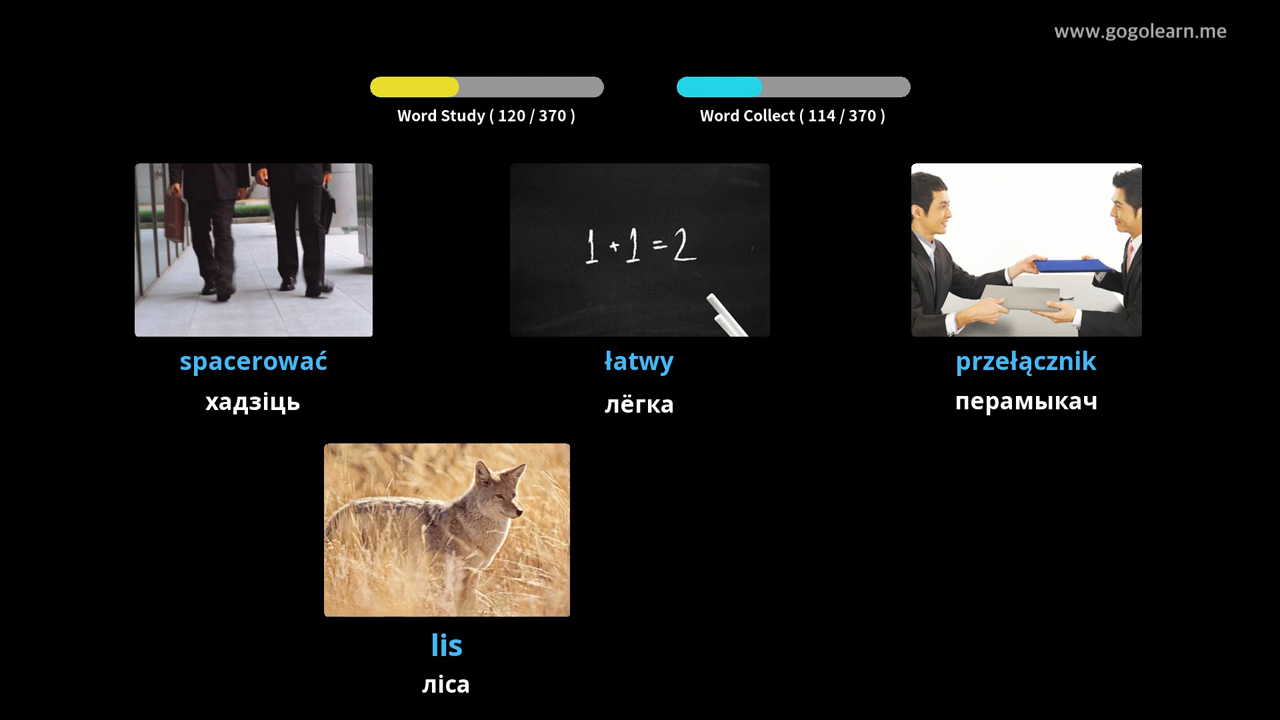 www.gogolearn.me
Word Study ( 120 / 370 )
Word Collect ( 114 / 370 )
1 + 1 = 2
spacerować
łatwy
przełącznik
хадзіць
лёгка
перамыкач
lis
ліса